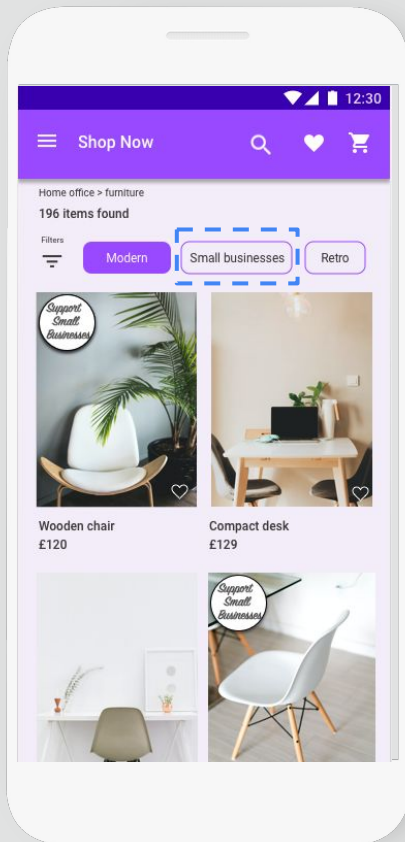 12:30
Shop Now
Home office > furniture
196 items found
Filters
Modern
Small businesses
Retro
Support
Small
Businesses
Wooden chair
£120
Compact desk
£129
Support
Small
Businesses